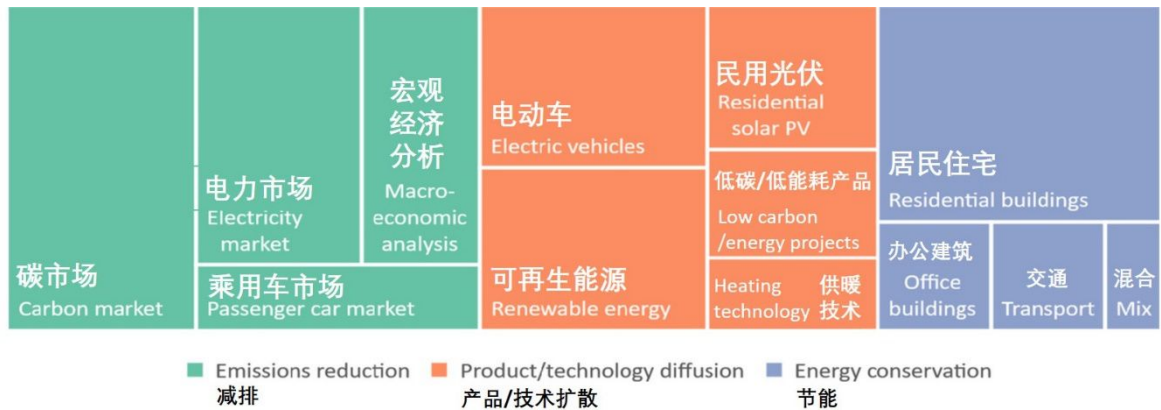 碳市场
Carbon market
电力市场
Electricity
market
宏观
经济
分析
Macro-
economic
analysis
乘用车市场
Passenger car market
电动车
Electric vehicles
可再生能源
Renewable energy
民用光伏
Residential
solar PV
低碳/低能耗产品
Low carbon
/energy projects
Heating 供暖
technology 技术
居民住宅
Residential buildings
办公建筑
Office
buildings
交通
Transport
混合
Mix
Emissions reduction
减排
Product/technology diffusion
产品/技术扩散
Energy conservation
节能